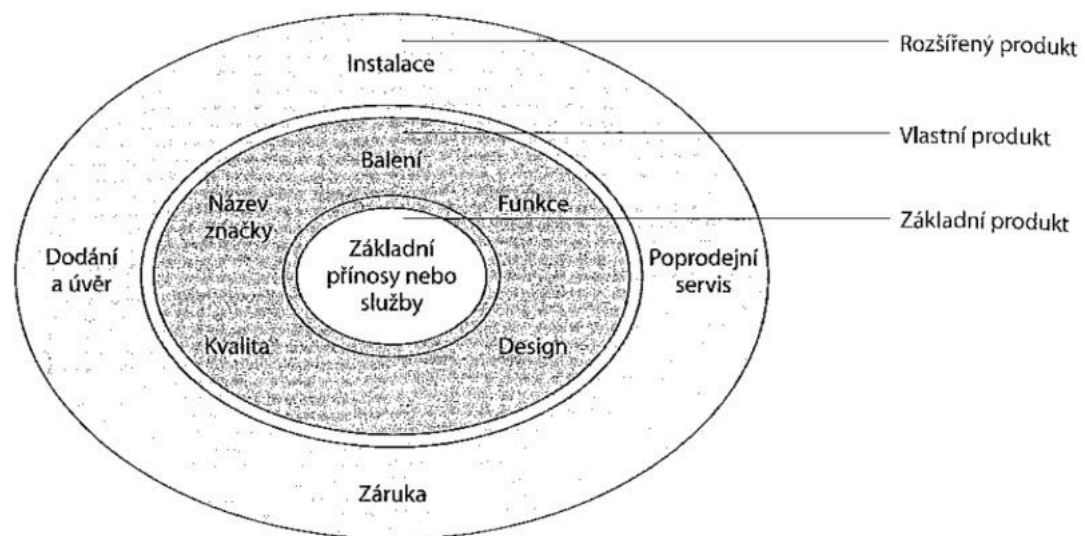 Rozšířený produkt
Instalace
Vlastní produkt
Balení
Název
značky
Funkce
Základní produkt
Dodání
a úvěr
Základní
přínosy nebo
služby
Poprodejní
servis
Kvalita
Design
Záruka